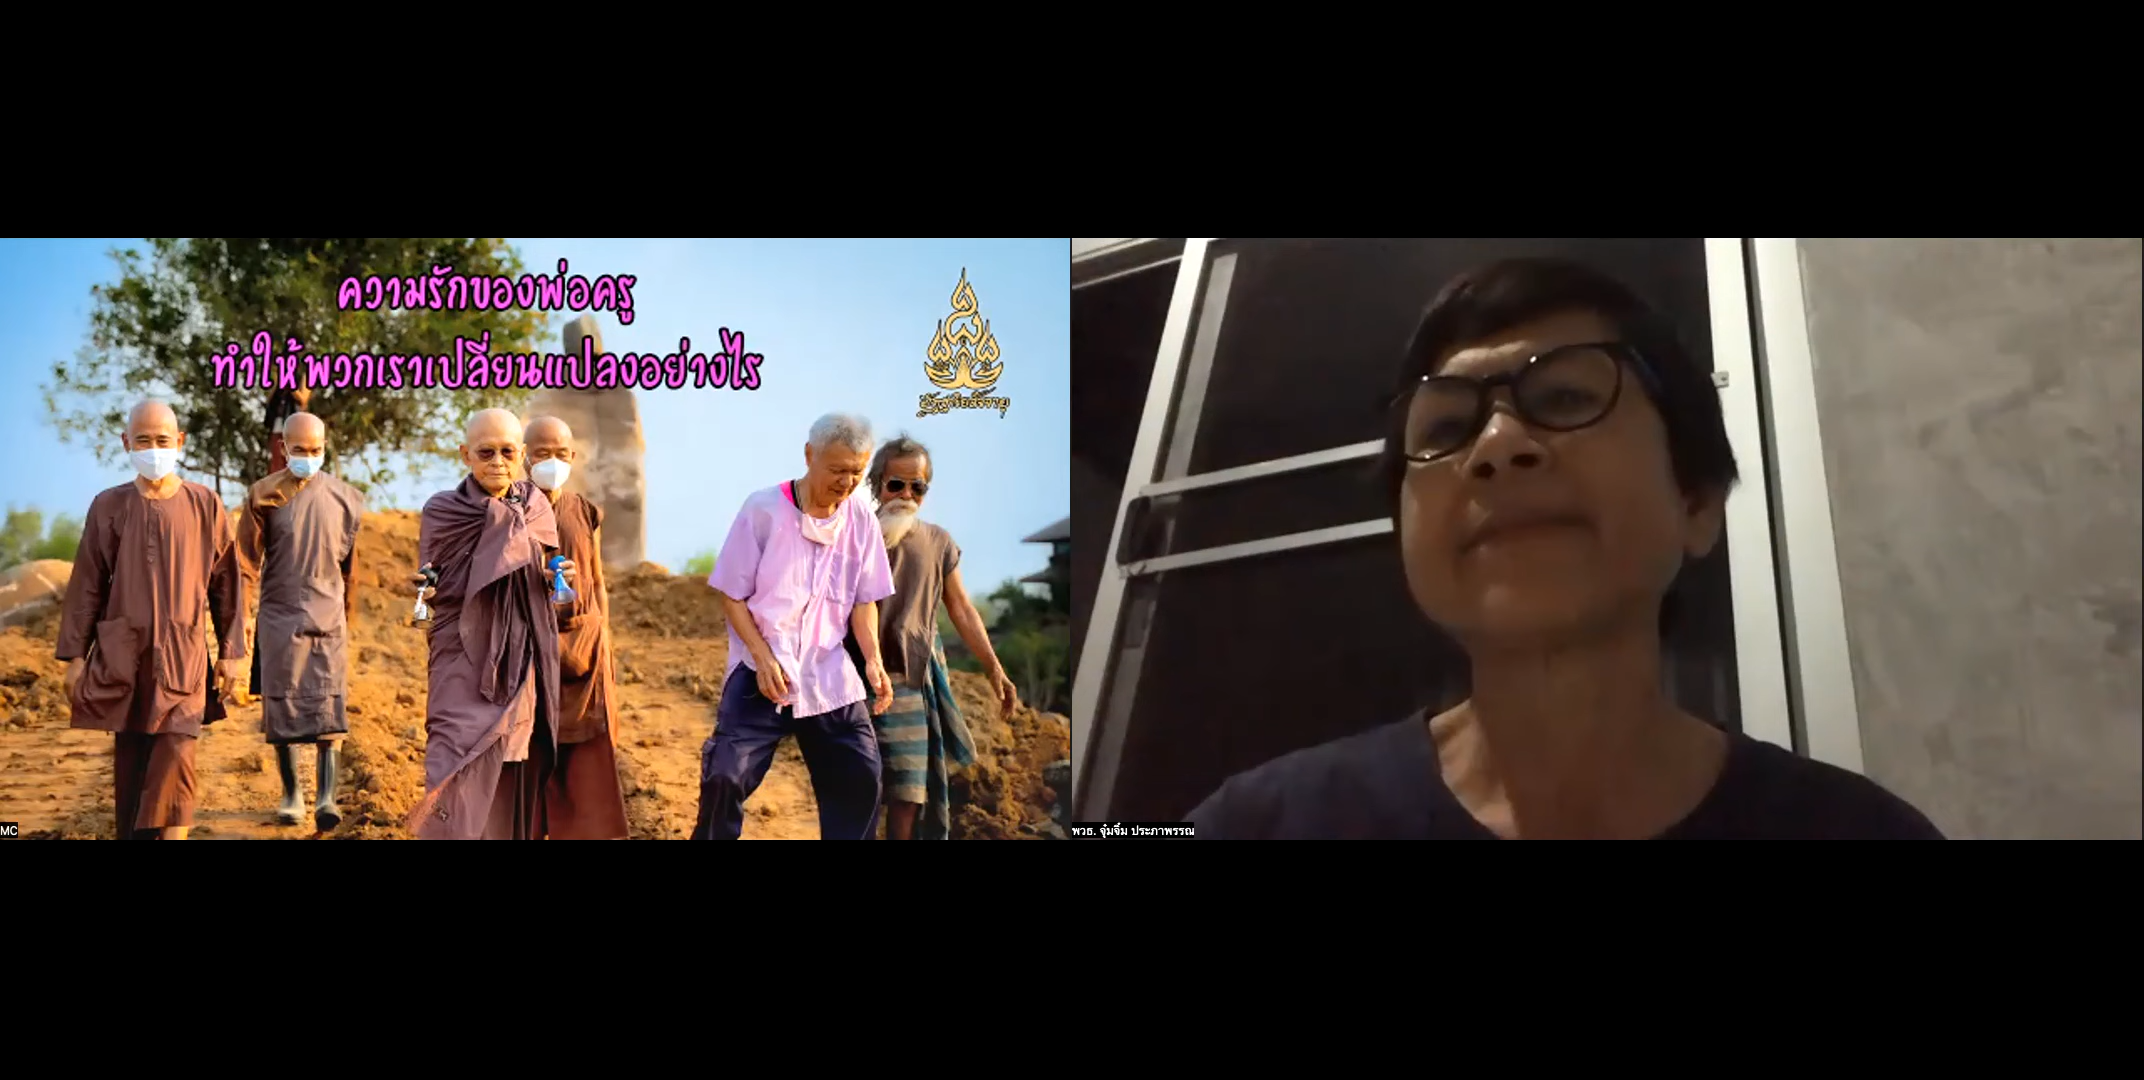 ความรักของพ่อครู
ทำให้พวกเราเปลี่ยนแปลงอย่างไร
MC
พวธ. จุ๋มจิ๋ม ประภาพรรณ